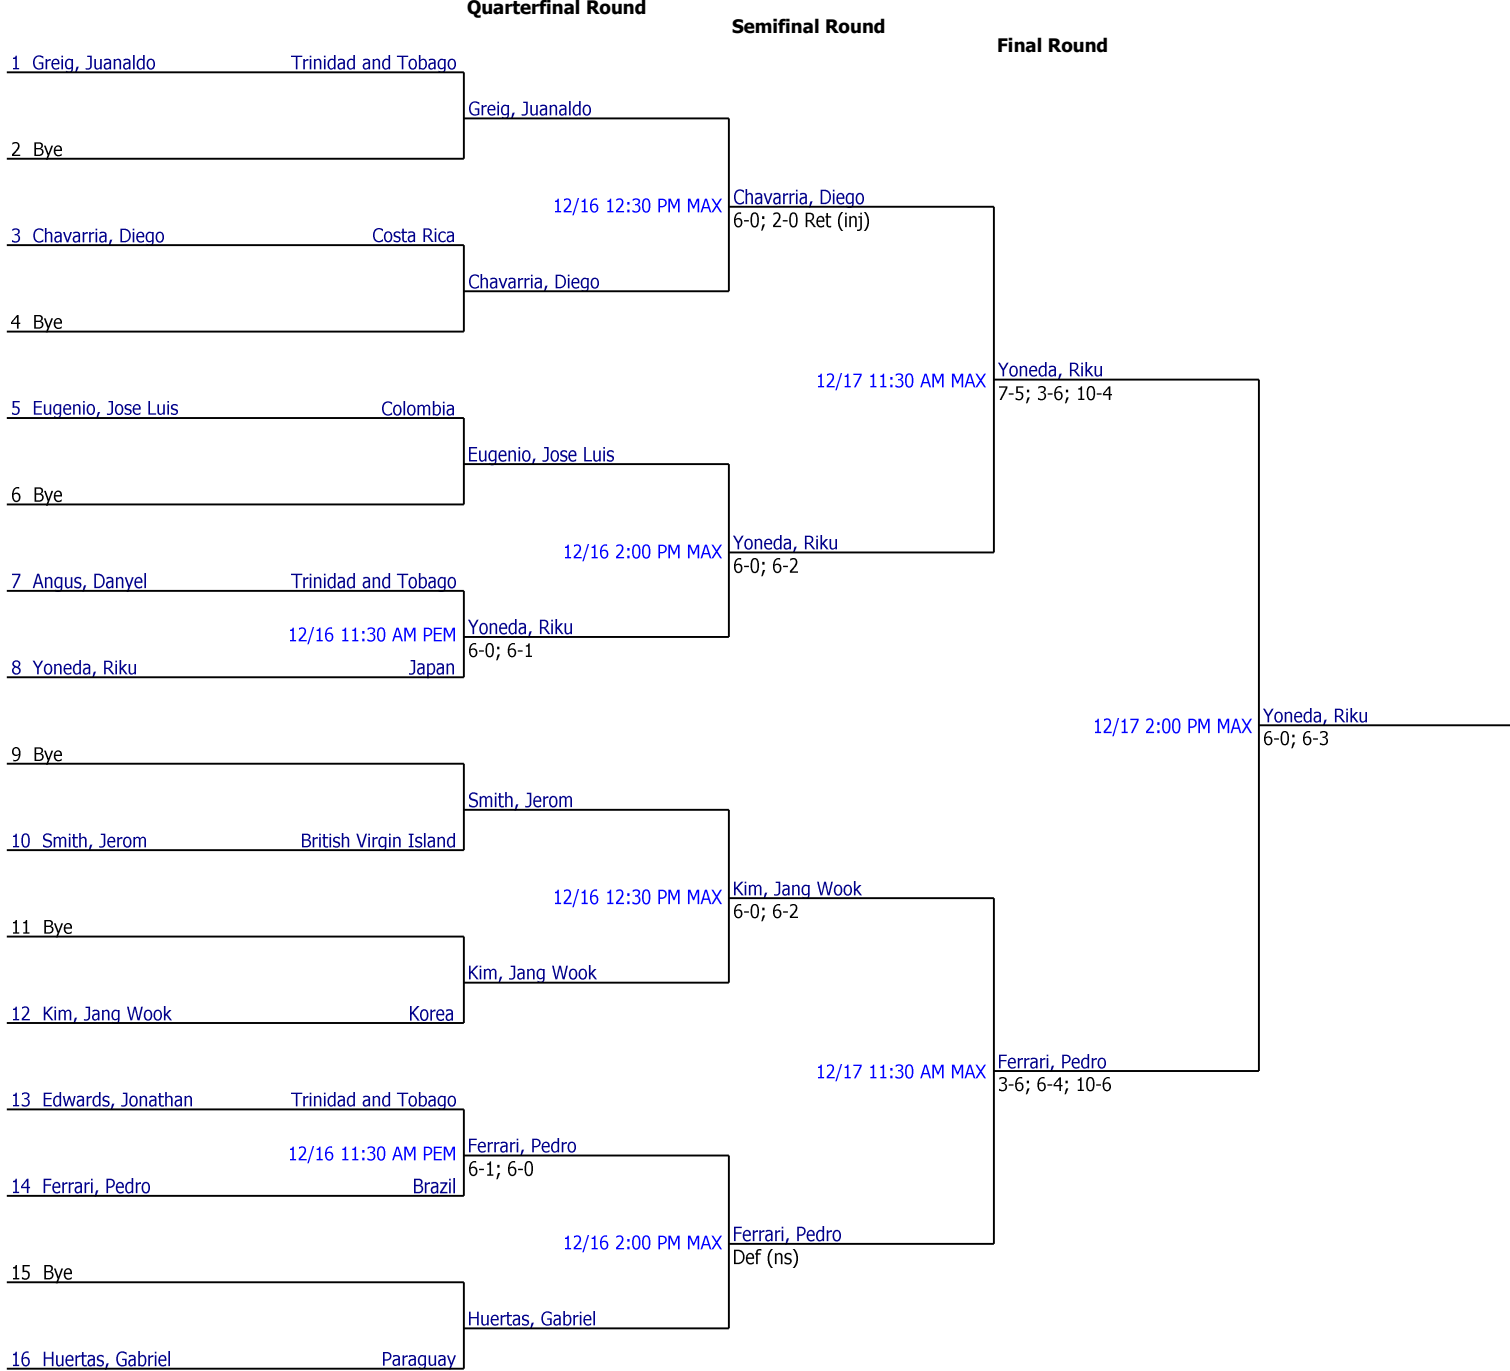 Quarterfinal Round
Semifinal Round
Final Round
1 Greig, Juanaldo Trinidad and Tobago
Greig, Juanaldo
2 Bye
12/16 12:30 PM MAX Chavarria, Diego
6-0; 2-0 Ret (inj)
3 Chavarria, Diego Costa Rica
Chavarria, Diego
4 Bye
12/17 11:30 AM MAX Yoneda, Riku
7-5; 3-6; 10-4
5 Eugenio, Jose Luis Colombia
Eugenio, Jose Luis
6 Bye
12/16 2:00 PM MAX Yoneda, Riku
6-0; 6-2
7 Angus, Danyel Trinidad and Tobago
12/16 11:30 AM PEM Yoneda, Riku
6-0; 6-1
8 Yoneda, Riku Japan
12/17 2:00 PM MAX Yoneda, Riku
6-0; 6-3
9 Bye
Smith, Jerom
10 Smith, Jerom British Virgin Island
12/16 12:30 PM MAX Kim, Jang Wook
6-0; 6-2
11 Bye
Kim, Jang Wook
12 Kim, Jang Wook Korea
12/17 11:30 AM MAX Ferrari, Pedro
3-6; 6-4; 10-6
13 Edwards, Jonathan Trinidad and Tobago
12/16 11:30 AM PEM Ferrari, Pedro
6-1; 6-0
14 Ferrari, Pedro Brazil
12/16 2:00 PM MAX Ferrari, Pedro
Def (ns)
15 Bye
Huertas, Gabriel
16 Huertas, Gabriel Paraguay